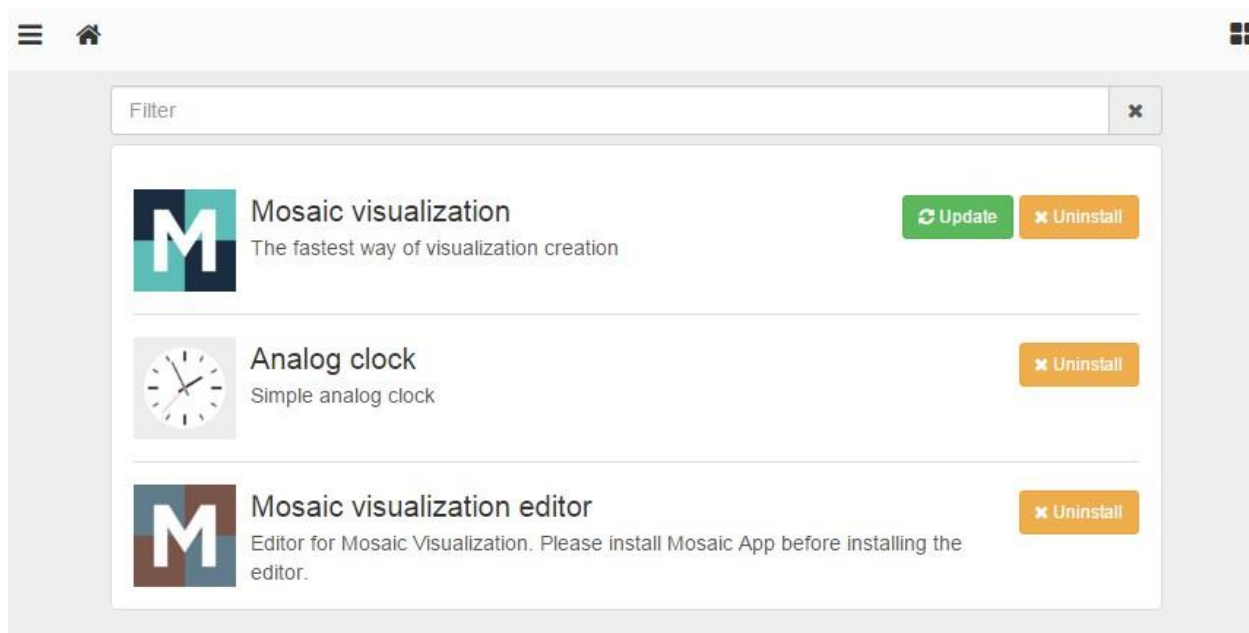 Filter
M
Mosaic visualization
The fastest way of visualization creation
Update
Uninstall
Analog clock
Simple analog clock
Uninstall
M
Mosaic visualization editor
Editor for Mosaic Visualization. Please install Mosaic App before installing the
editor.
Uninstall